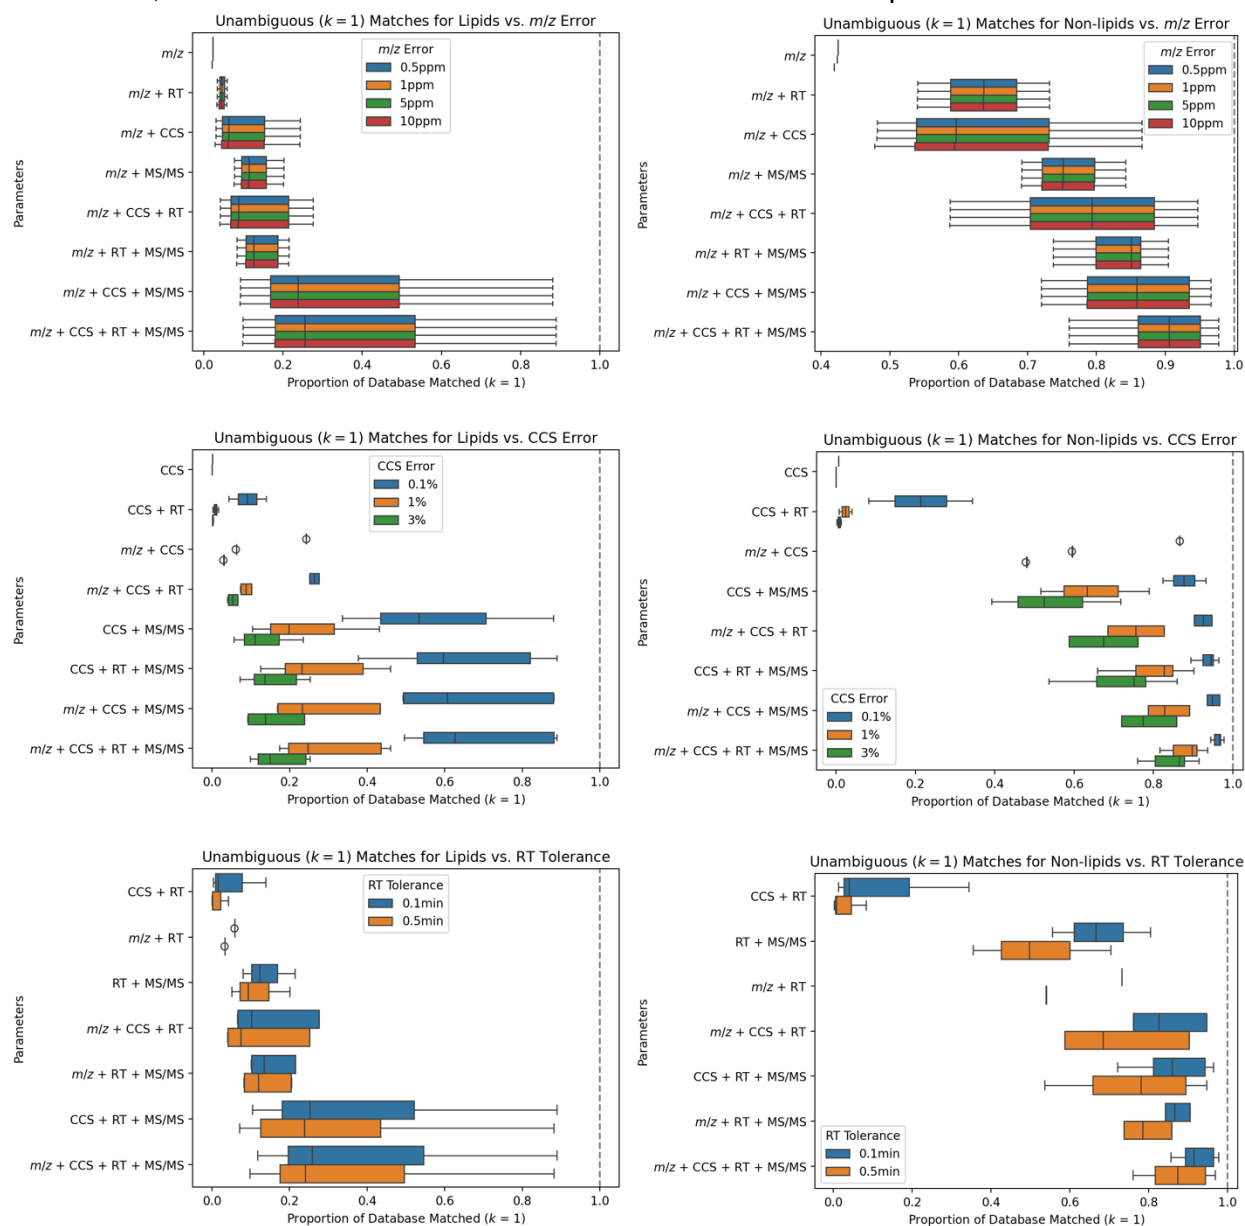 Unambiguous (k = 1) Matches for Lipids vs. m/z Error
Parameters
m/z
m/z + RT
m/z + CCS
m/z + MS/MS
m/z + CCS + RT
m/z + RT + MS/MS
m/z + CCS + MS/MS
m/z + CCS + RT + MS/MS
m/z Error
0.5ppm
1ppm
5ppm
10ppm
0.0 0.2 0.4 0.6 0.8 1.0
Proportion of Database Matched (k = 1)
Unambiguous (k = 1) Matches for Non-lipids vs. m/z Error
Parameters
m/z
m/z + RT
m/z + CCS
m/z + MS/MS
m/z + CCS + RT
m/z + RT + MS/MS
m/z + CCS + MS/MS
m/z + CCS + RT + MS/MS
m/z Error
0.5ppm
1ppm
5ppm
10ppm
0.4 0.5 0.6 0.7 0.8 0.9 1.0
Proportion of Database Matched (k = 1)
Unambiguous (k = 1) Matches for Lipids vs. CCS Error
Parameters
CCS
CCS + RT
m/z + CCS
m/z + CCS + RT
CCS + MS/MS
CCS + RT + MS/MS
m/z + CCS + MS/MS
m/z + CCS + RT + MS/MS
CCS Error
0.1%
1%
3%
0.0 0.2 0.4 0.6 0.8 1.0
Proportion of Database Matched (k = 1)
Unambiguous (k = 1) Matches for Non-lipids vs. CCS Error
Parameters
CCS
CCS + RT
m/z + CCS
CCS + MS/MS
m/z + CCS + RT
CCS + RT + MS/MS
m/z + CCS + MS/MS
m/z + CCS + RT + MS/MS
CCS Error
0.1%
1%
3%
0.0 0.2 0.4 0.6 0.8 1.0
Proportion of Database Matched (k = 1)
Unambiguous (k = 1) Matches for Lipids vs. RT Tolerance
Parameters
CCS + RT
m/z + RT
RT + MS/MS
m/z + CCS + RT
m/z + RT + MS/MS
CCS + RT + MS/MS
m/z + CCS + RT + MS/MS
RT Tolerance
0.1min
0.5min
0.0 0.2 0.4 0.6 0.8 1.0
Proportion of Database Matched (k = 1)
Unambiguous (k = 1) Matches for Non-lipids vs. RT Tolerance
Parameters
CCS + RT
RT + MS/MS
m/z + RT
m/z + CCS + RT
CCS + RT + MS/MS
m/z + RT + MS/MS
m/z + CCS + RT + MS/MS
RT Tolerance
0.1min
0.5min
0.0 0.2 0.4 0.6 0.8 1.0
Proportion of Database Matched (k = 1)